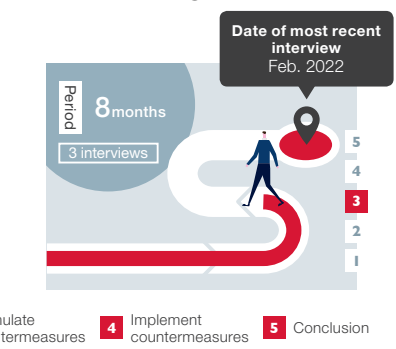 Date of most recent
interview
Feb. 2022
Period
8months
3 interviews
5
4
3
2
1
4 Implement
countermeasures
5 Conclusion